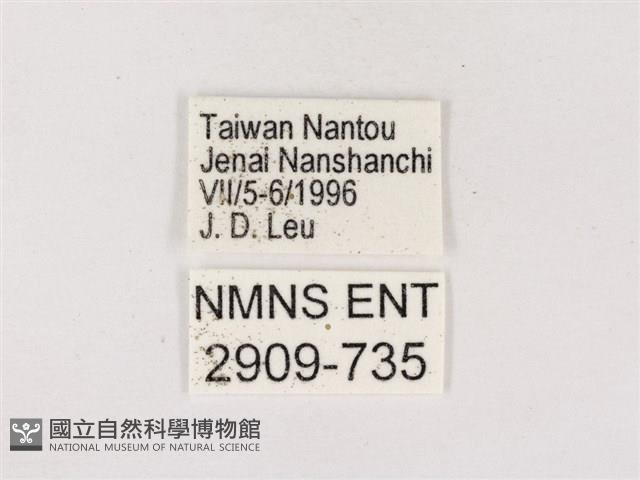 Taiwan Nantou
Jenai Nanshanchi
VII/5-6/1996
J. D. Leu
NMNS ENT
2909-735
國立自然科學博物館
NATIONAL MUSEUM OF NATURAL SCIENCE